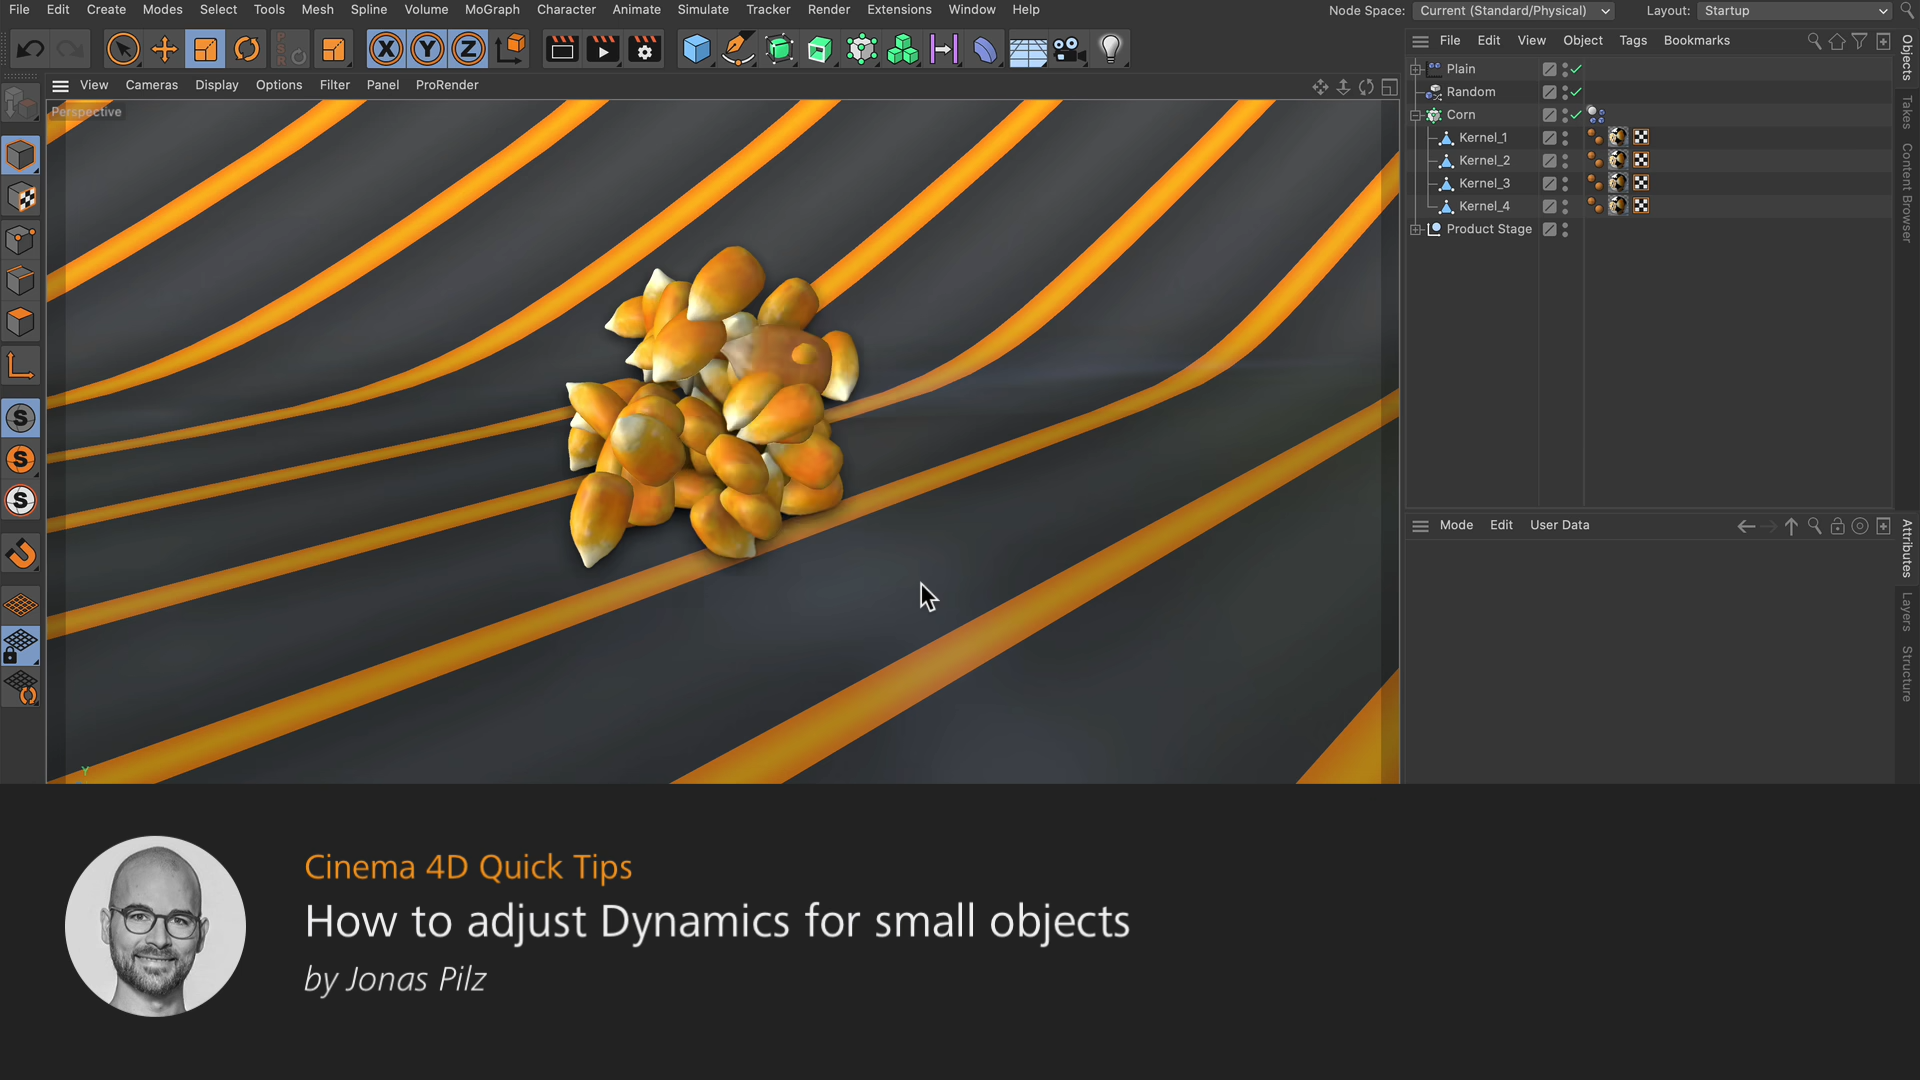 File Edit Create Modes Select Tools Mesh Spline Volume MoGraph Character Animate Simulate Tracker Render Extensions Window Help
Node Space: Current (Standard/Physical) Layout: Startup
PSR
X Y Z
File Edit View Object Tags Bookmarks
View Cameras Display Options Filter Panel ProRender
Perspective
Plain
Random
Corn
Kernel_1
Kernel_2
Kernel_3
Kernel_4
Product Stage
Objects
Takes
Content Browser
S
S
S
Mode Edit User Data
Attributes
Layers
Structure
Y
Cinema 4D Quick Tips
How to adjust Dynamics for small objects
by Jonas Pilz